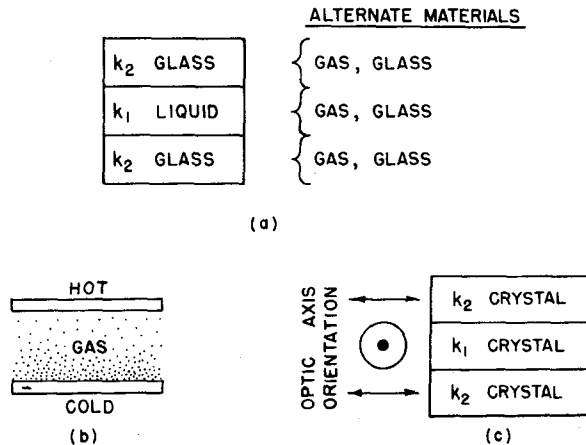 ALTERNATE MATERIALS
k₂ GLASS { GAS, GLASS
k₁ LIQUID { GAS, GLASS
k₂ GLASS { GAS, GLASS
(a)
HOT
GAS
COLD
(b)
OPTIC AXIS
ORIENTATION
k₂ CRYSTAL
k₁ CRYSTAL
k₂ CRYSTAL
(c)